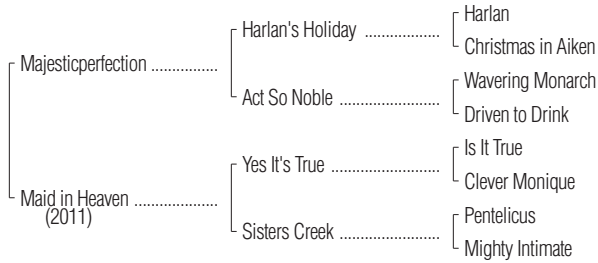 Harlan
Harlan's Holiday ..................
Christmas in Aiken
Majesticperfection ................
Wavering Monarch
Act So Noble ........................
Driven to Drink
Is It True
Yes It's True ..........................
Clever Monique
Maid in Heaven ....................
(2011)
Pentelicus
Sisters Creek ........................
Mighty Intimate